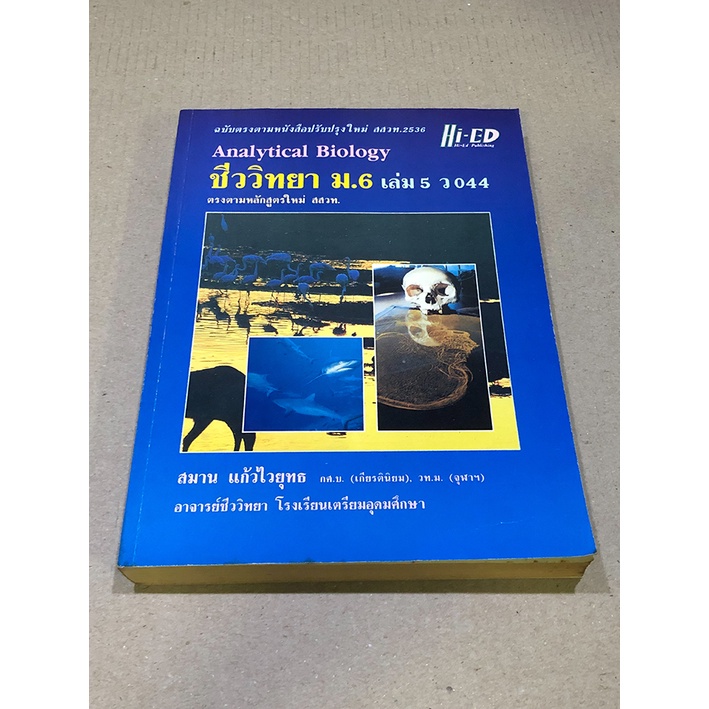 ฉบับตรงตามหนังสือปรับปรุงใหม่ สสวท.2536
Hi-ED
Hi-Ed Publishing
Analytical Biology
ชีววิทยา ม.6 เล่ม 5 ว 044
ตรงตามหลักสูตรใหม่ สสวท.
สมาน แก้วไวยุทธ กศ.บ. (เกียรตินิยม), วท.ม. (จุฬาฯ)
อาจารย์ชีววิทยา โรงเรียนเตรียมอุดมศึกษา